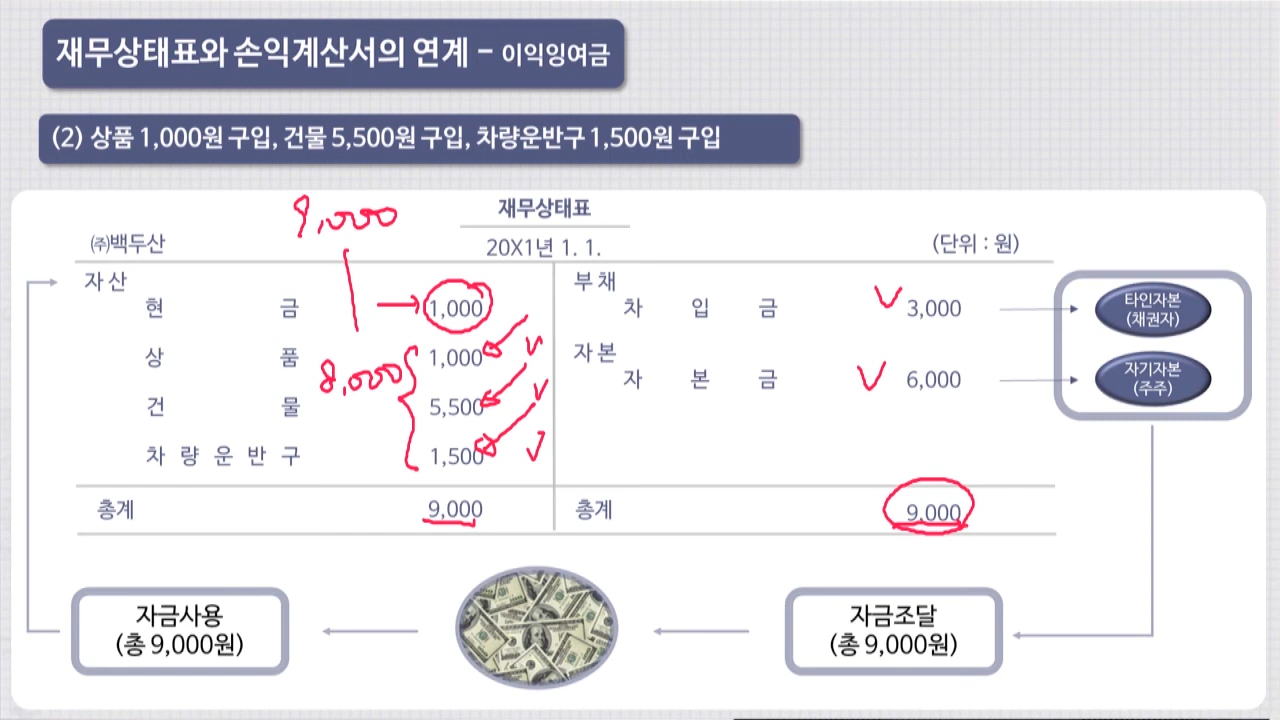 재무상태표와 손익계산서의 연계 – 이익잉여금
(2) 상품 1,000원 구입, 건물 5,500원 구입, 차량운반구 1,500원 구입
9,000
재무상태표
㈜백두산
20X1년 1. 1.
(단위 : 원)
자산
현 금 1,000
상 품 1,000
8,000
건 물 5,500
차 량 운 반 구 1,500
총계 9,000
부채
차 입 금 3,000
자본
자 본 금 6,000
총계 9,000
타인자본
(채권자)
자기자본
(주주)
자금사용
(총 9,000원)
자금조달
(총 9,000원)